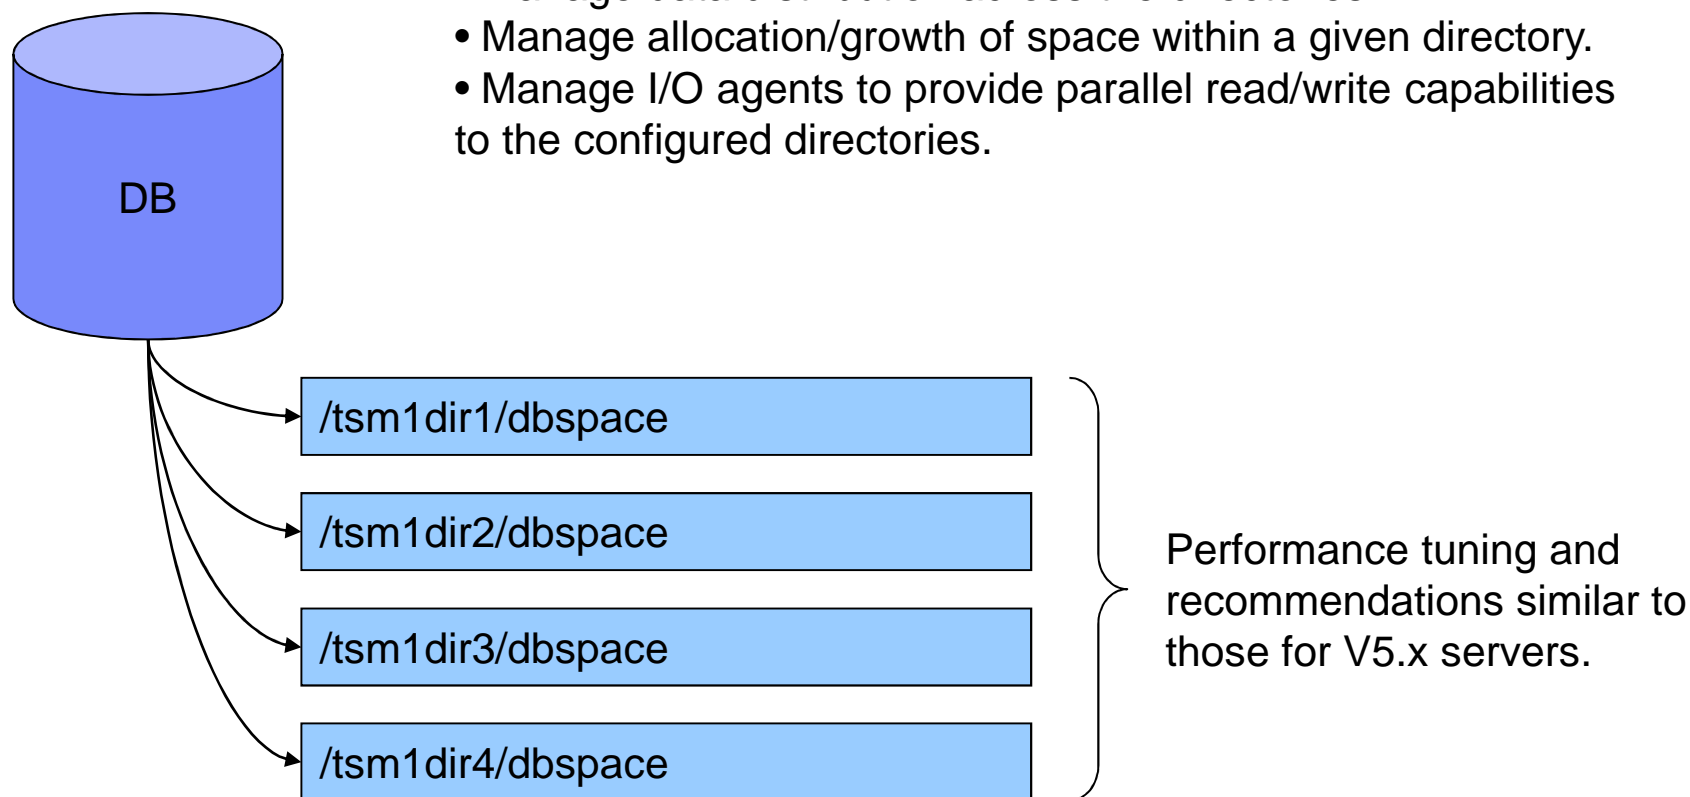 • Manage allocation/growth of space within a given directory.
• Manage I/O agents to provide parallel read/write capabilities
to the configured directories.
DB
/tsm1dir1/dbspace
/tsm1dir2/dbspace
/tsm1dir3/dbspace
/tsm1dir4/dbspace
Performance tuning and
recommendations similar to
those for V5.x servers.